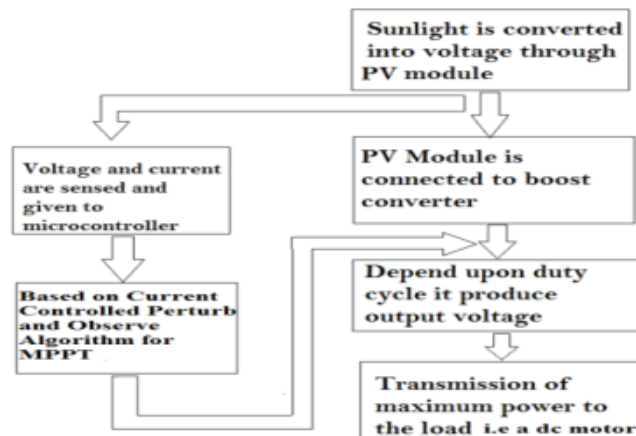 Sunlight is converted
into voltage through
PV module
Voltage and current
are sensed and
given to
microcontroller
PV Module is
connected to boost
converter
Based on Current
Controlled Perturb
and Observe
Algorithm for
MPPT
Depend upon duty
cycle it produce
output voltage
Transmission of
maximum power to
the load i.e a dc motor